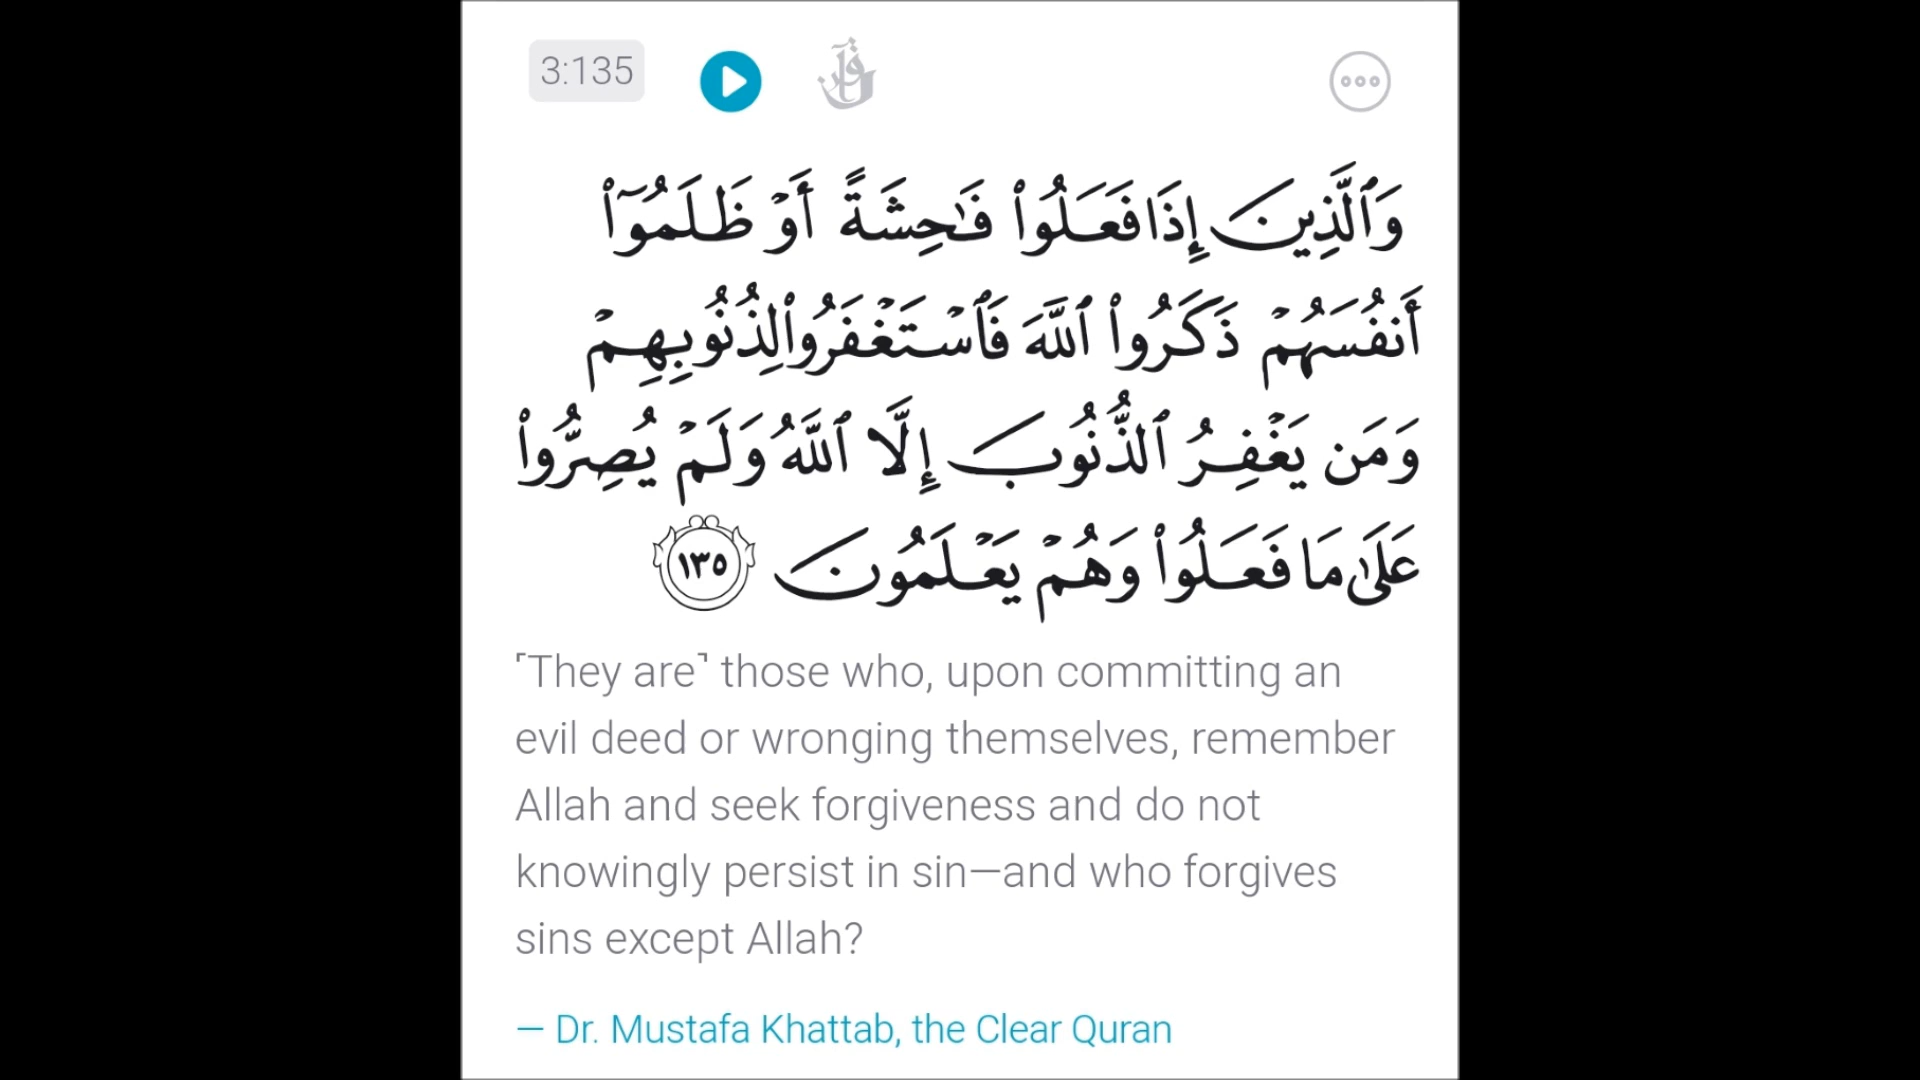 3:135
قرآن
وَٱلَّذِينَ إِذَا فَعَلُوا۟ فَـٰحِشَةً أَوْ ظَلَمُوٓا۟
أَنفُسَهُمْ ذَكَرُوا۟ ٱللَّهَ فَٱسْتَغْفَرُوا۟ لِذُنُوبِهِمْ
وَمَن يَغْفِرُ ٱلذُّنُوبَ إِلَّا ٱللَّهُ وَلَمْ يُصِرُّوا۟
عَلَىٰ مَا فَعَلُوا۟ وَهُمْ يَعْلَمُونَ ١٣٥
⸢They are⸣ those who, upon committing an
evil deed or wronging themselves, remember
Allah and seek forgiveness and do not
knowingly persist in sin—and who forgives
sins except Allah?
— Dr. Mustafa Khattab, the Clear Quran